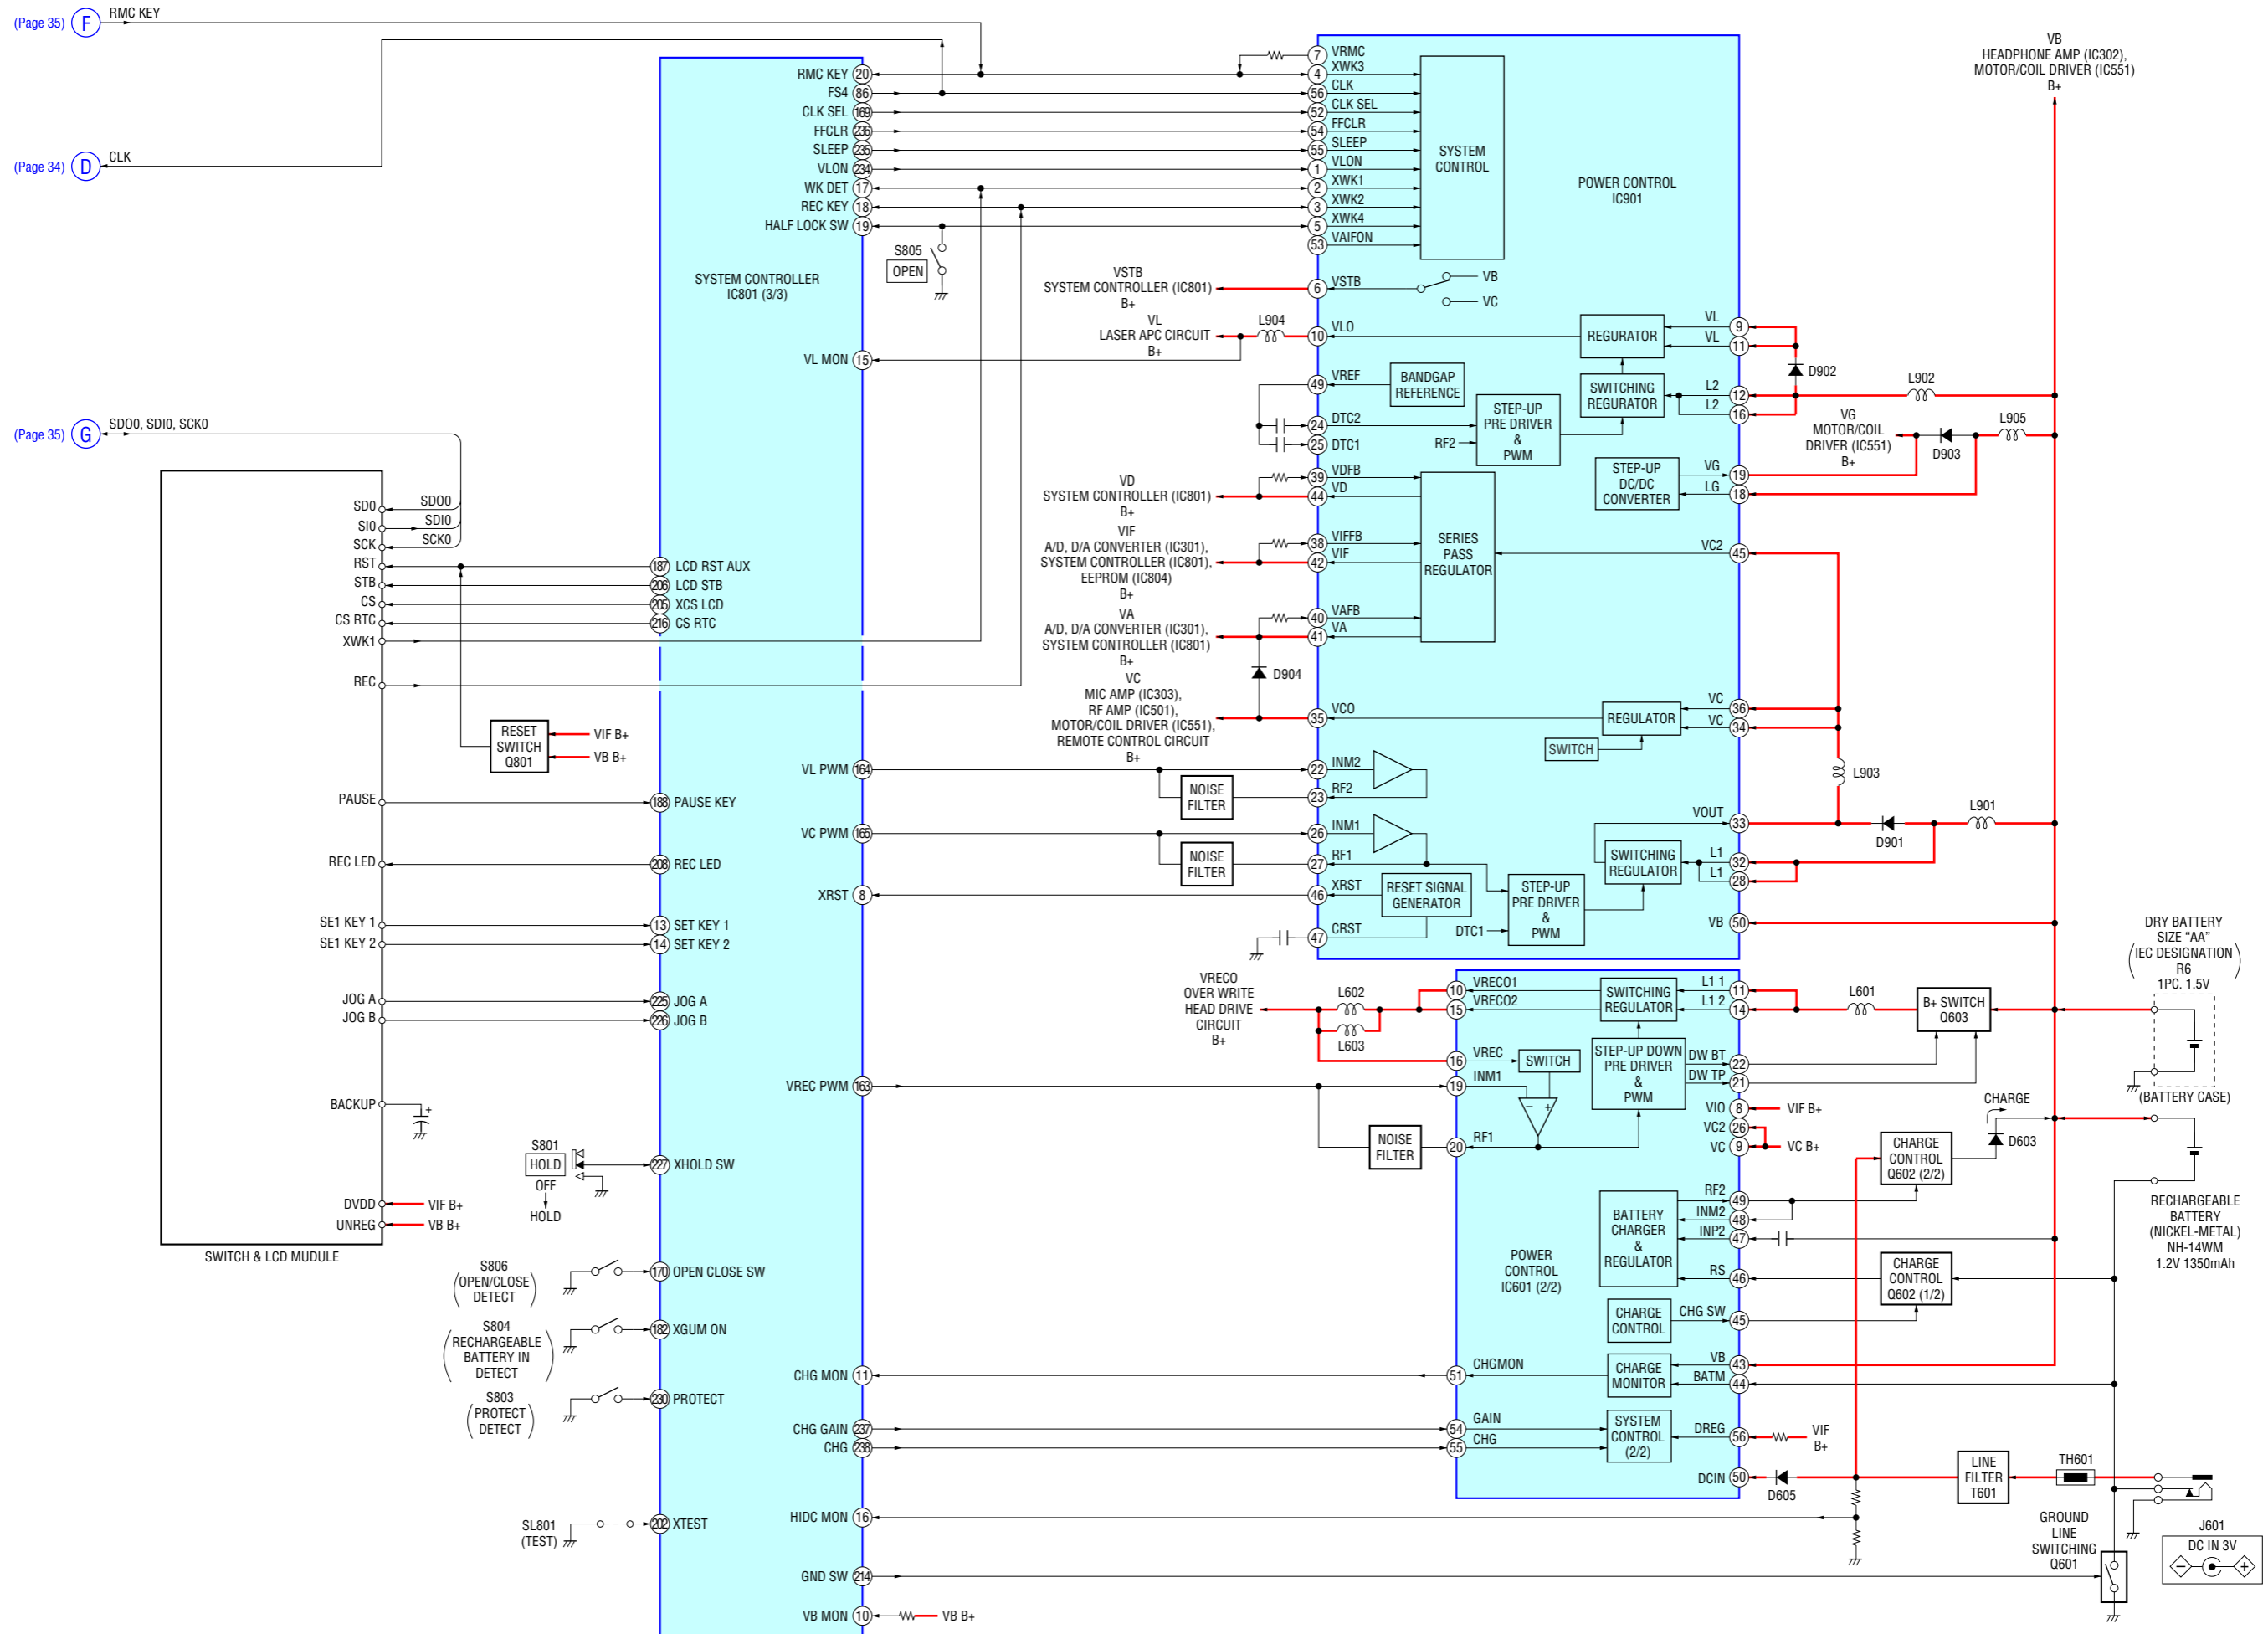 (Page 35) F RMC KEY
(Page 34) D CLK
(Page 35) G SDO0, SDI0, SCK0
SD0 SDO0
SI0 SDI0
SCK SCK0
RST
STB
CS
CS RTC
XWK1
REC
PAUSE
REC LED
SE1 KEY 1
SE1 KEY 2
JOG A
JOG B
BACKUP
+
DVDD VIF B+
UNREG VB B+
SWITCH & LCD MUDULE
RESET
SWITCH
Q801
VIF B+
VB B+
S801
HOLD
OFF
HOLD
S806
OPEN/CLOSE
DETECT
S804
RECHARGEABLE
BATTERY IN
DETECT
S803
PROTECT
DETECT
SL801
(TEST)
187 LCD RST AUX
206 LCD STB
205 XCS LCD
216 CS RTC
188 PAUSE KEY
208 REC LED
13 SET KEY 1
14 SET KEY 2
225 JOG A
226 JOG B
227 XHOLD SW
170 OPEN CLOSE SW
182 XGUM ON
230 PROTECT
202 XTEST
SYSTEM CONTROLLER
IC801 (3/3)
RMC KEY 20
FS4 86
CLK SEL 169
FFCLR 236
SLEEP 235
VLON 234
WK DET 17
REC KEY 18
HALF LOCK SW 19
VL MON 15
VL PWM 164
VC PWM 165
XRST 8
VREC PWM 163
CHG MON 11
CHG GAIN 237
CHG 238
HIDC MON 16
GND SW 214
VB MON 10
VB B+
S805
OPEN
VSTB
SYSTEM CONTROLLER (IC801)
B+
VL
LASER APC CIRCUIT
B+
L904
VD
SYSTEM CONTROLLER (IC801)
B+
VIF
A/D, D/A CONVERTER (IC301),
SYSTEM CONTROLLER (IC801),
EEPROM (IC804)
B+
VA
A/D, D/A CONVERTER (IC301),
SYSTEM CONTROLLER (IC801)
B+
VC
MIC AMP (IC303),
RF AMP (IC501),
MOTOR/COIL DRIVER (IC551),
REMOTE CONTROL CIRCUIT
B+
D904
NOISE
FILTER
NOISE
FILTER
7 VRMC
4 XWK3
56 CLK
52 CLK SEL
54 FFCLR
55 SLEEP
1 VLON
2 XWK1
3 XWK2
5 XWK4
53 VAIFON
6 VSTB
10 VLO
49 VREF
24 DTC2
25 DTC1
39 VDFB
44 VD
38 VIFFB
42 VIF
40 VAFB
41 VA
35 VCO
22 INM2
23 RF2
26 INM1
27 RF1
46 XRST
47 CRST
SYSTEM
CONTROL
POWER CONTROL
IC901
VB
VC
REGURATOR
BANDGAP
REFERENCE
SWITCHING
REGURATOR
STEP-UP
PRE DRIVER
&
PWM
RF2
STEP-UP
DC/DC
CONVERTER
SERIES
PASS
REGULATOR
REGULATOR
SWITCH
SWITCHING
REGULATOR
RESET SIGNAL
GENERATOR
STEP-UP
PRE DRIVER
&
PWM
DTC1
VL 9
VL 11
L2 12
L2 16
VG 19
LG 18
VC2 45
VC 36
VC 34
VOUT 33
L1 32
L1 28
VB 50
VB
HEADPHONE AMP (IC302),
MOTOR/COIL DRIVER (IC551)
B+
D902
L902
L905
VG
MOTOR/COIL
DRIVER (IC551)
B+
D903
L903
L901
D901
VRECO
OVER WRITE
HEAD DRIVE
CIRCUIT
B+
L602
L603
NOISE
FILTER
10 VRECO1
15 VRECO2
16 VREC
19 INM1
20 RF1
51 CHGMON
54 GAIN
55 CHG
SWITCHING
REGULATOR
SWITCH
STEP-UP DOWN
PRE DRIVER
&
PWM
− +
BATTERY
CHARGER
&
REGULATOR
POWER
CONTROL
IC601 (2/2)
CHARGE
CONTROL
CHARGE
MONITOR
SYSTEM
CONTROL
(2/2)
L1 1 11
L1 2 14
DW BT 22
DW TP 21
VIO 8 VIF B+
VC2 26
VC 9 VC B+
RF2 49
INM2 48
INP2 47
RS 46
CHG SW 45
VB 43
BATM 44
DREG 56
VIF
B+
DCIN 50
D605
L601
B+ SWITCH
Q603
DRY BATTERY
SIZE “AA”
(IEC DESIGNATION)
R6
1PC. 1.5V
(BATTERY CASE)
CHARGE
D603
CHARGE
CONTROL
Q602 (2/2)
CHARGE
CONTROL
Q602 (1/2)
RECHARGEABLE
BATTERY
(NICKEL-METAL)
NH-14WM
1.2V 1350mAh
LINE
FILTER
T601
TH601
GROUND
LINE
SWITCHING
Q601
J601
DC IN 3V
− +